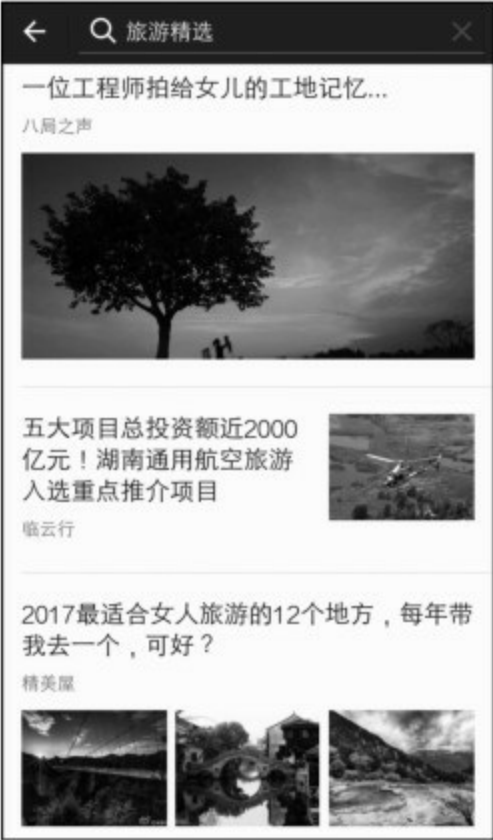 旅游精选
一位工程师拍给女儿的工地记忆...
八局之声
五大项目总投资额近2000
亿元！湖南通用航空旅游
入选重点推介项目
临云行
2017最适合女人旅游的12个地方，每年带
我去一个，可好？
精美屋